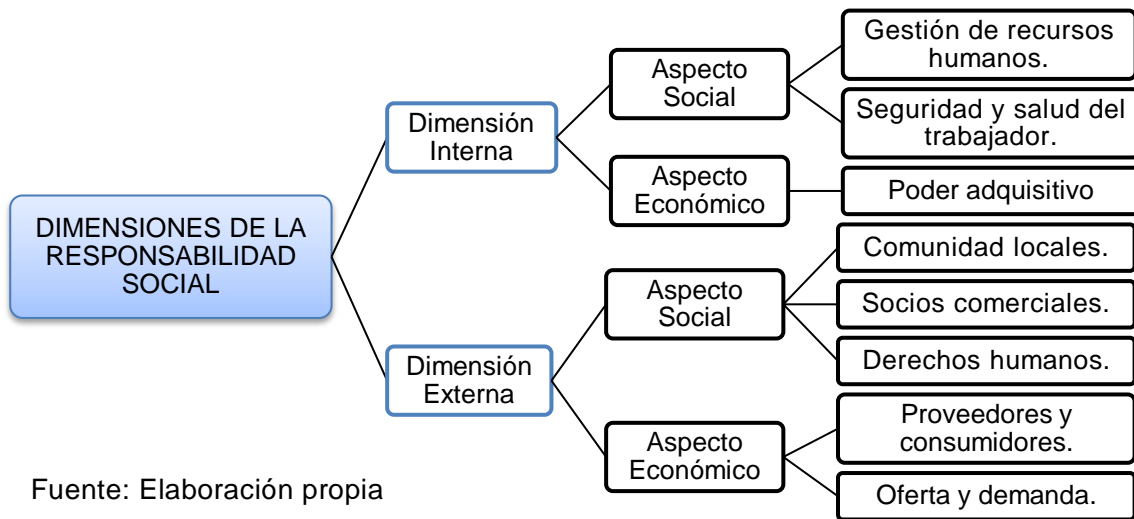 DIMENSIONES DE LA
RESPONSABILIDAD
SOCIAL
Dimensión
Interna
Aspecto
Social
Gestión de recursos
humanos.
Seguridad y salud del
trabajador.
Aspecto
Económico
Poder adquisitivo
Dimensión
Externa
Aspecto
Social
Comunidad locales.
Socios comerciales.
Derechos humanos.
Aspecto
Económico
Proveedores y
consumidores.
Oferta y demanda.
Fuente: Elaboración propia